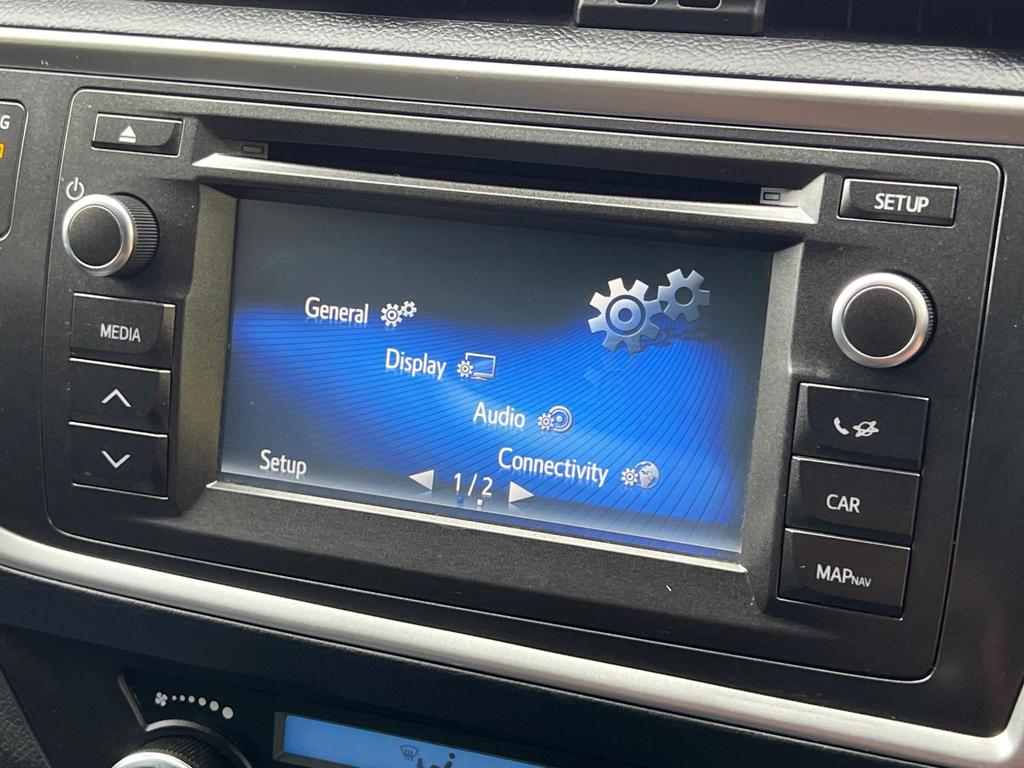 G
SETUP
MEDIA
General
Display
Audio
Connectivity
Setup
1/2
CAR
MAPNAV